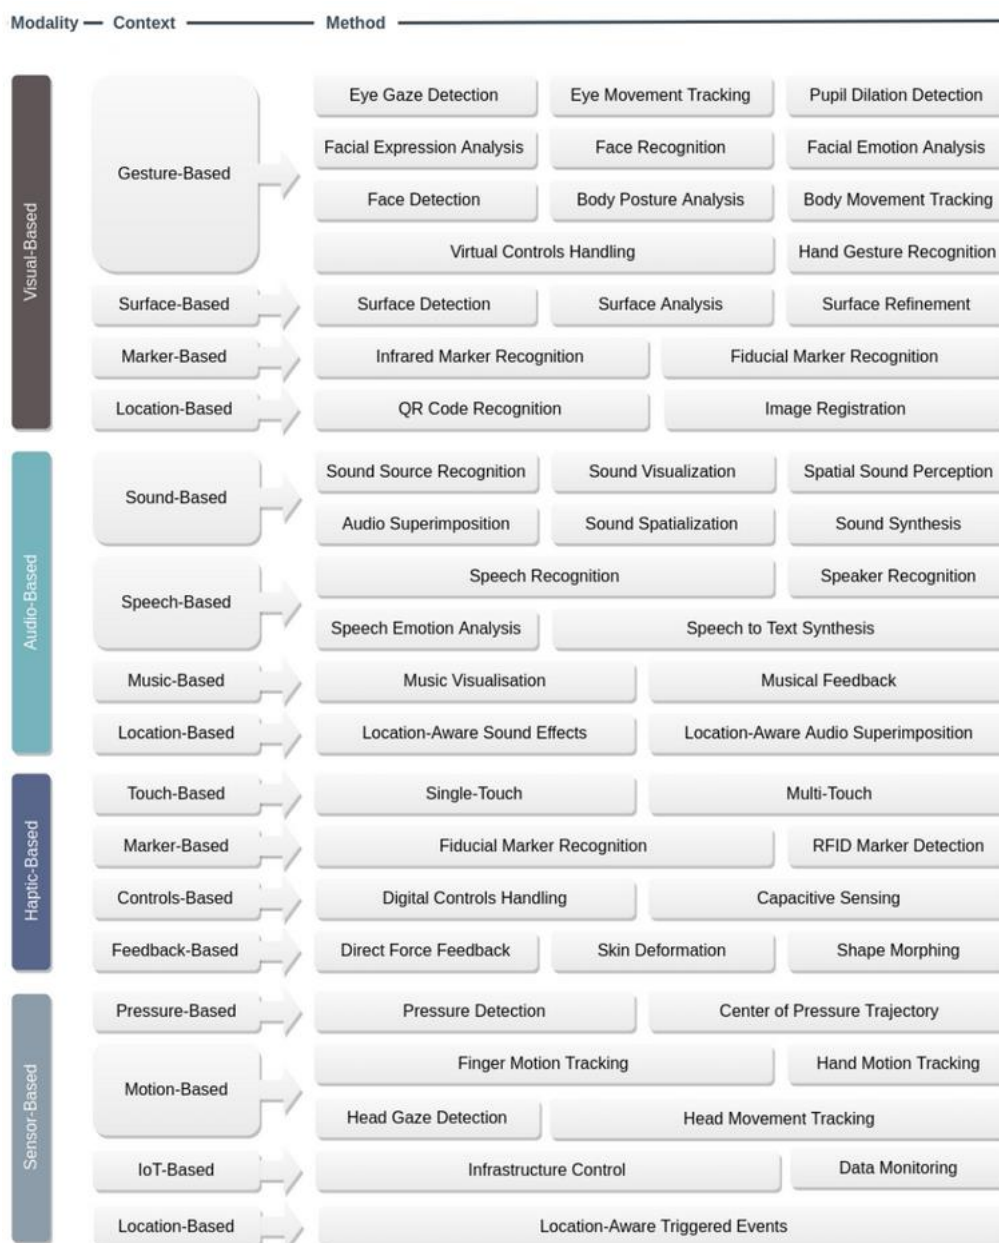 Modality Context Method
Visual-Based
Gesture-Based
Eye Gaze Detection Eye Movement Tracking Pupil Dilation Detection
Facial Expression Analysis Face Recognition Facial Emotion Analysis
Face Detection Body Posture Analysis Body Movement Tracking
Virtual Controls Handling Hand Gesture Recognition
Surface-Based Surface Detection Surface Analysis Surface Refinement
Marker-Based Infrared Marker Recognition Fiducial Marker Recognition
Location-Based QR Code Recognition Image Registration
Audio-Based
Sound-Based
Sound Source Recognition Sound Visualization Spatial Sound Perception
Audio Superimposition Sound Spatialization Sound Synthesis
Speech-Based
Speech Recognition Speaker Recognition
Speech Emotion Analysis Speech to Text Synthesis
Music-Based Music Visualisation Musical Feedback
Location-Based Location-Aware Sound Effects Location-Aware Audio Superimposition
Haptic-Based
Touch-Based Single-Touch Multi-Touch
Marker-Based Fiducial Marker Recognition RFID Marker Detection
Controls-Based Digital Controls Handling Capacitive Sensing
Feedback-Based Direct Force Feedback Skin Deformation Shape Morphing
Sensor-Based
Pressure-Based Pressure Detection Center of Pressure Trajectory
Motion-Based
Finger Motion Tracking Hand Motion Tracking
Head Gaze Detection Head Movement Tracking
IoT-Based Infrastructure Control Data Monitoring
Location-Based Location-Aware Triggered Events